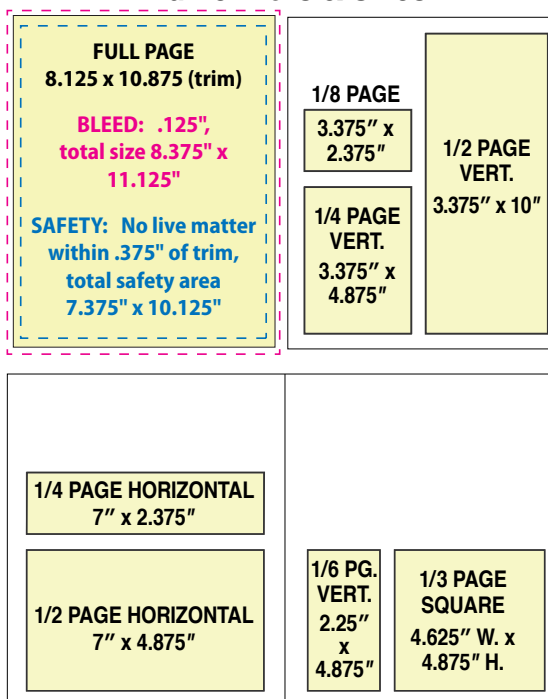 FULL PAGE
8.125 x 10.875 (trim)
BLEED: .125",
total size 8.375" x
11.125"
SAFETY: No live matter
within .375" of trim,
total safety area
7.375" x 10.125"
1/8 PAGE
3.375″ x
2.375″
1/4 PAGE
VERT.
3.375″ x
4.875″
1/2 PAGE
VERT.
3.375″ x 10″
1/4 PAGE HORIZONTAL
7″ x 2.375″
1/2 PAGE HORIZONTAL
7″ x 4.875″
1/6 PG.
VERT.
2.25″
x
4.875″
1/3 PAGE
SQUARE
4.625″ W. x
4.875″ H.